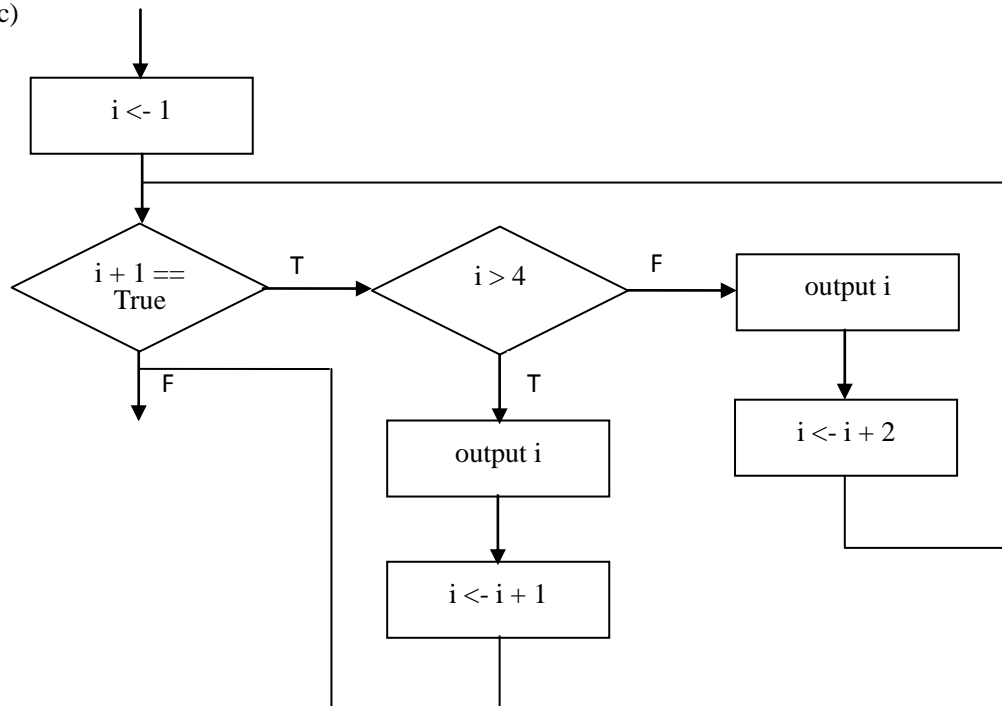 c)
i <- 1
i + 1 ==
True
T
i > 4
F
output i
F
T
i <- i + 2
output i
i <- i + 1